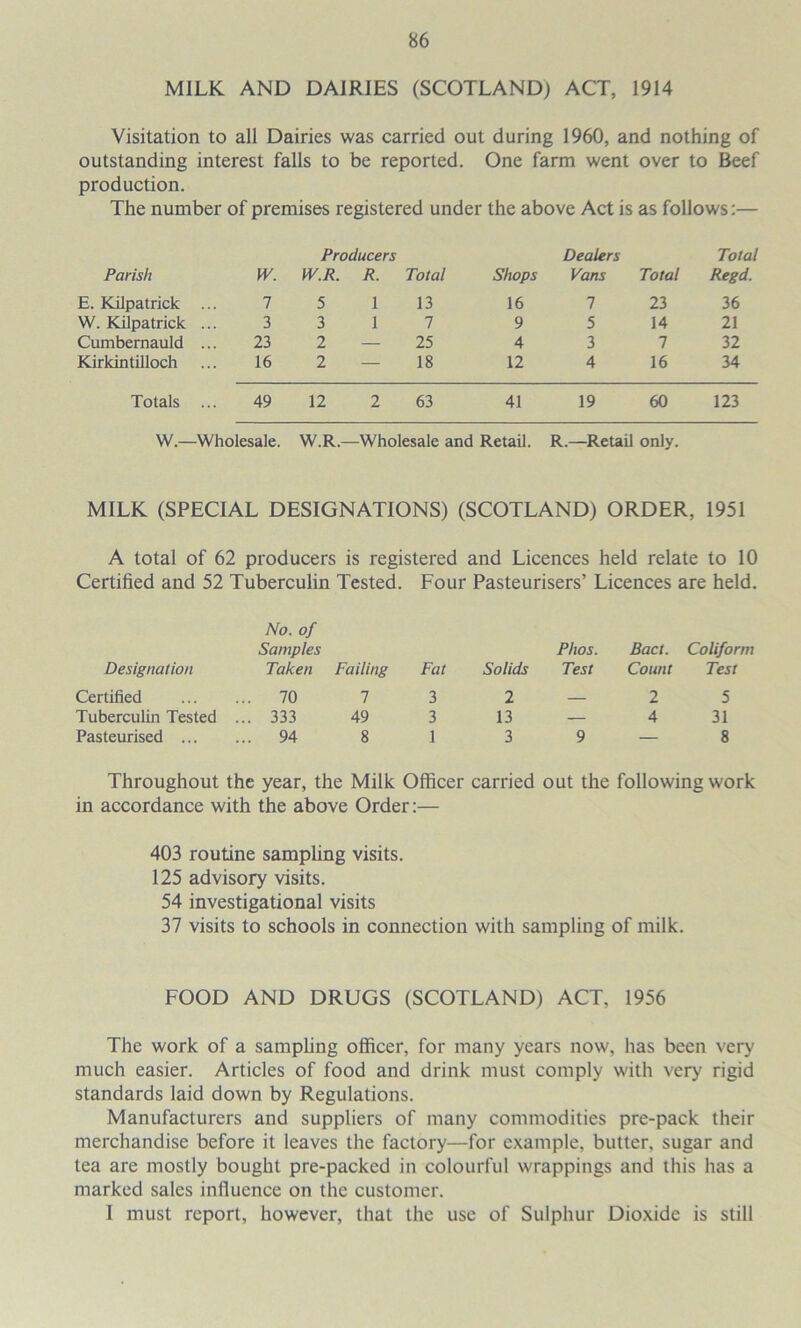 86
MILK AND DAIRIES (SCOTLAND) ACT, 1914
Visitation to all Dairies was carried out during 1960, and nothing of
outstanding interest falls to be reported. One farm went over to Beef
production.
The number of premises registered under the above Act is as follows:—
Producers Dealers Total
Parish W. W.R. R. Total Shops Vans Total Regd.
E. Kilpatrick ... 7 5 1 13 16 7 23 36
W. Kilpatrick ... 3 3 1 7 9 5 14 21
Cumbernauld ... 23 2 — 25 4 3 7 32
Kirkintilloch ... 16 2 — 18 12 4 16 34
Totals ... 49 12 2 63 41 19 60 123
W.—Wholesale. W.R.—Wholesale and Retail. R.—Retail only.
MILK (SPECIAL DESIGNATIONS) (SCOTLAND) ORDER, 1951
A total of 62 producers is registered and Licences held relate to 10
Certified and 52 Tuberculin Tested. Four Pasteurisers' Licences are held.
No. of
Samples Phos. Bact. Coliform
Designation Taken Failing Fat Solids Test Count Test
Certified ... ... 70 7 3 2 — 2 5
Tuberculin Tested ... 333 49 3 13 — 4 31
Pasteurised ... ... 94 8 1 3 9 — 8
Throughout the year, the Milk Officer carried out the following work
in accordance with the above Order:—
403 routine sampling visits.
125 advisory visits.
54 investigational visits
37 visits to schools in connection with sampling of milk.
FOOD AND DRUGS (SCOTLAND) ACT, 1956
The work of a sampling officer, for many years now, has been very
much easier. Articles of food and drink must comply with very rigid
standards laid down by Regulations.
Manufacturers and suppliers of many commodities pre-pack their
merchandise before it leaves the factory—for example, butter, sugar and
tea are mostly bought pre-packed in colourful wrappings and this has a
marked sales influence on the customer.
I must report, however, that the use of Sulphur Dioxide is still